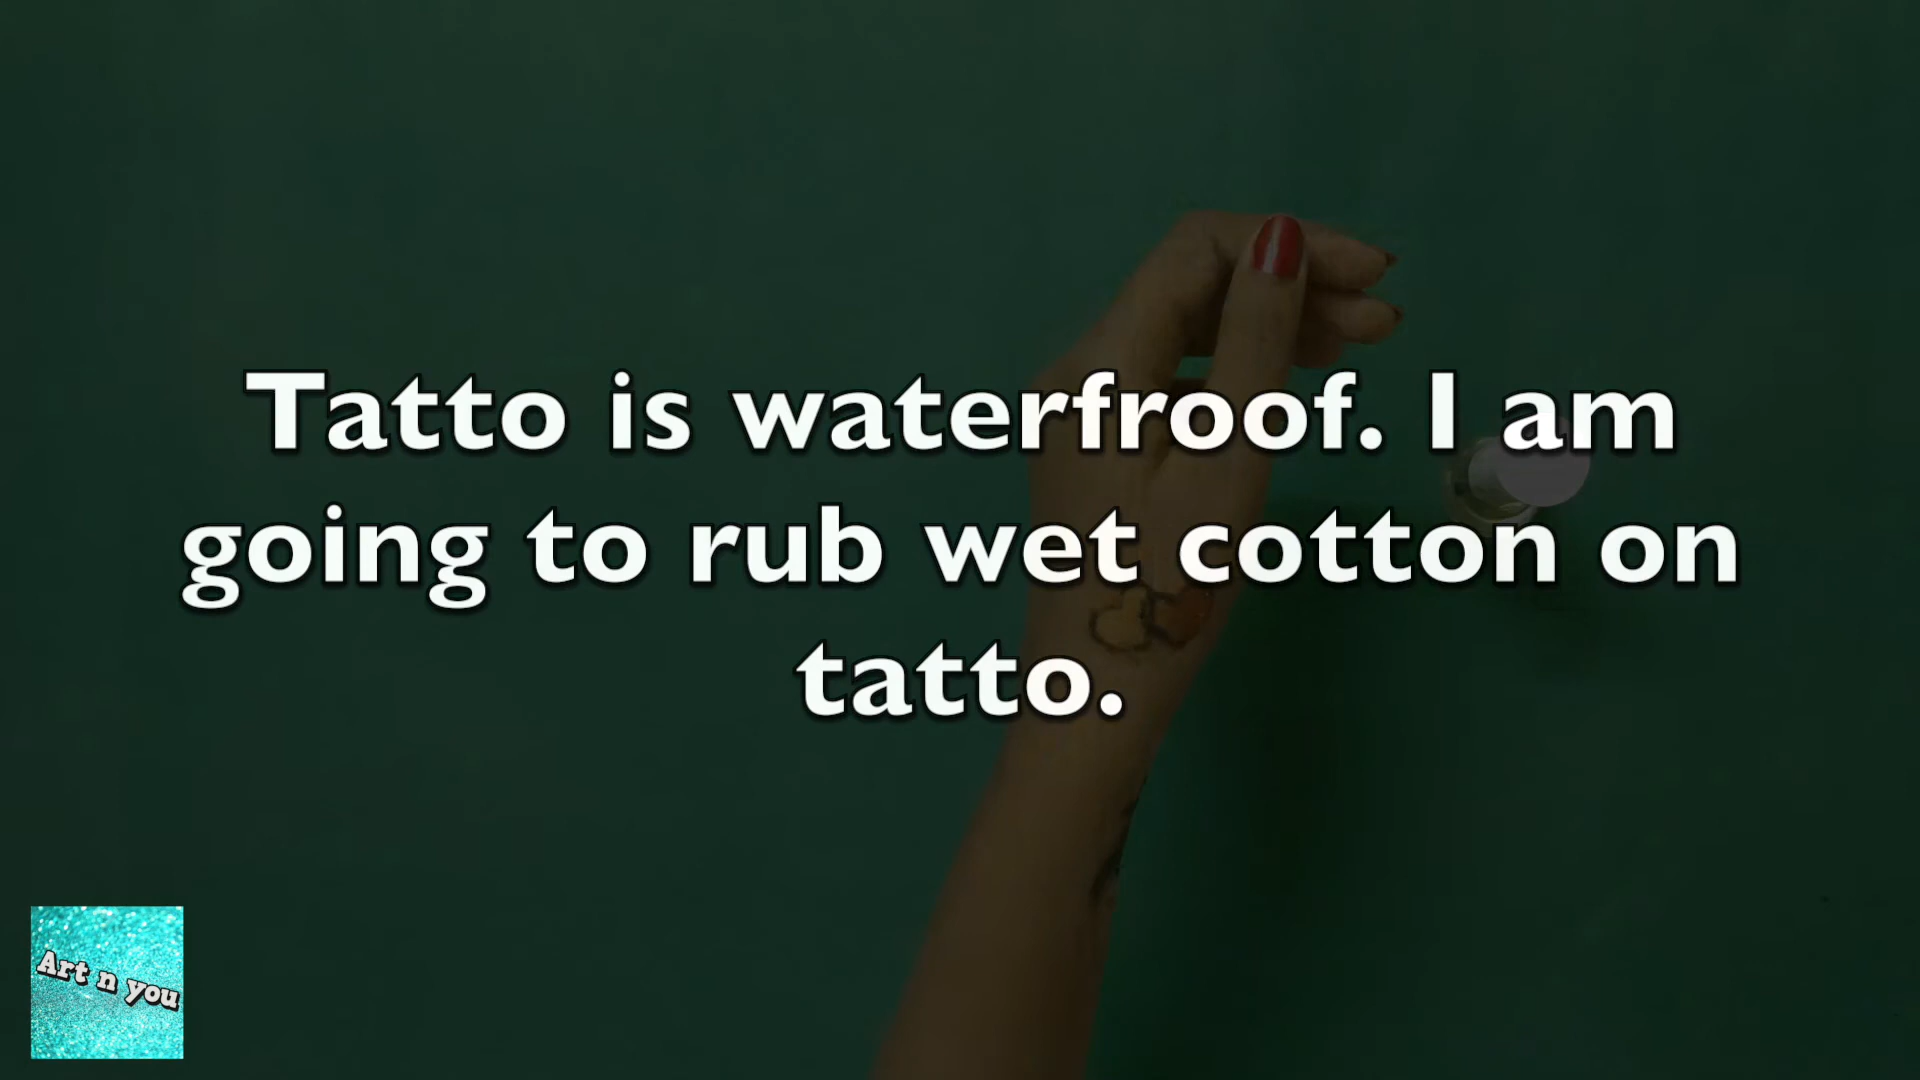 Tatto is waterfroof. I am
going to rub wet cotton on
tatto.
Art n you